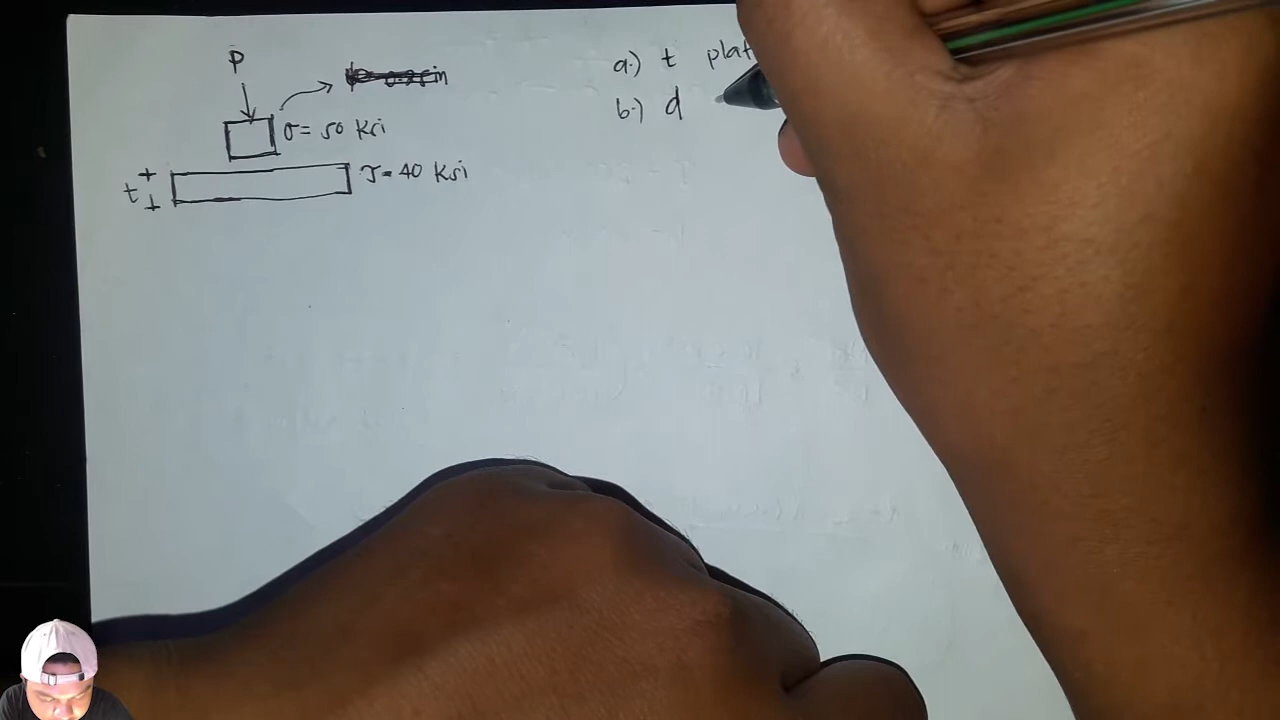 P
σ = 50 Ksi
τ = 40 Ksi
t
a.) t plat
b.) d